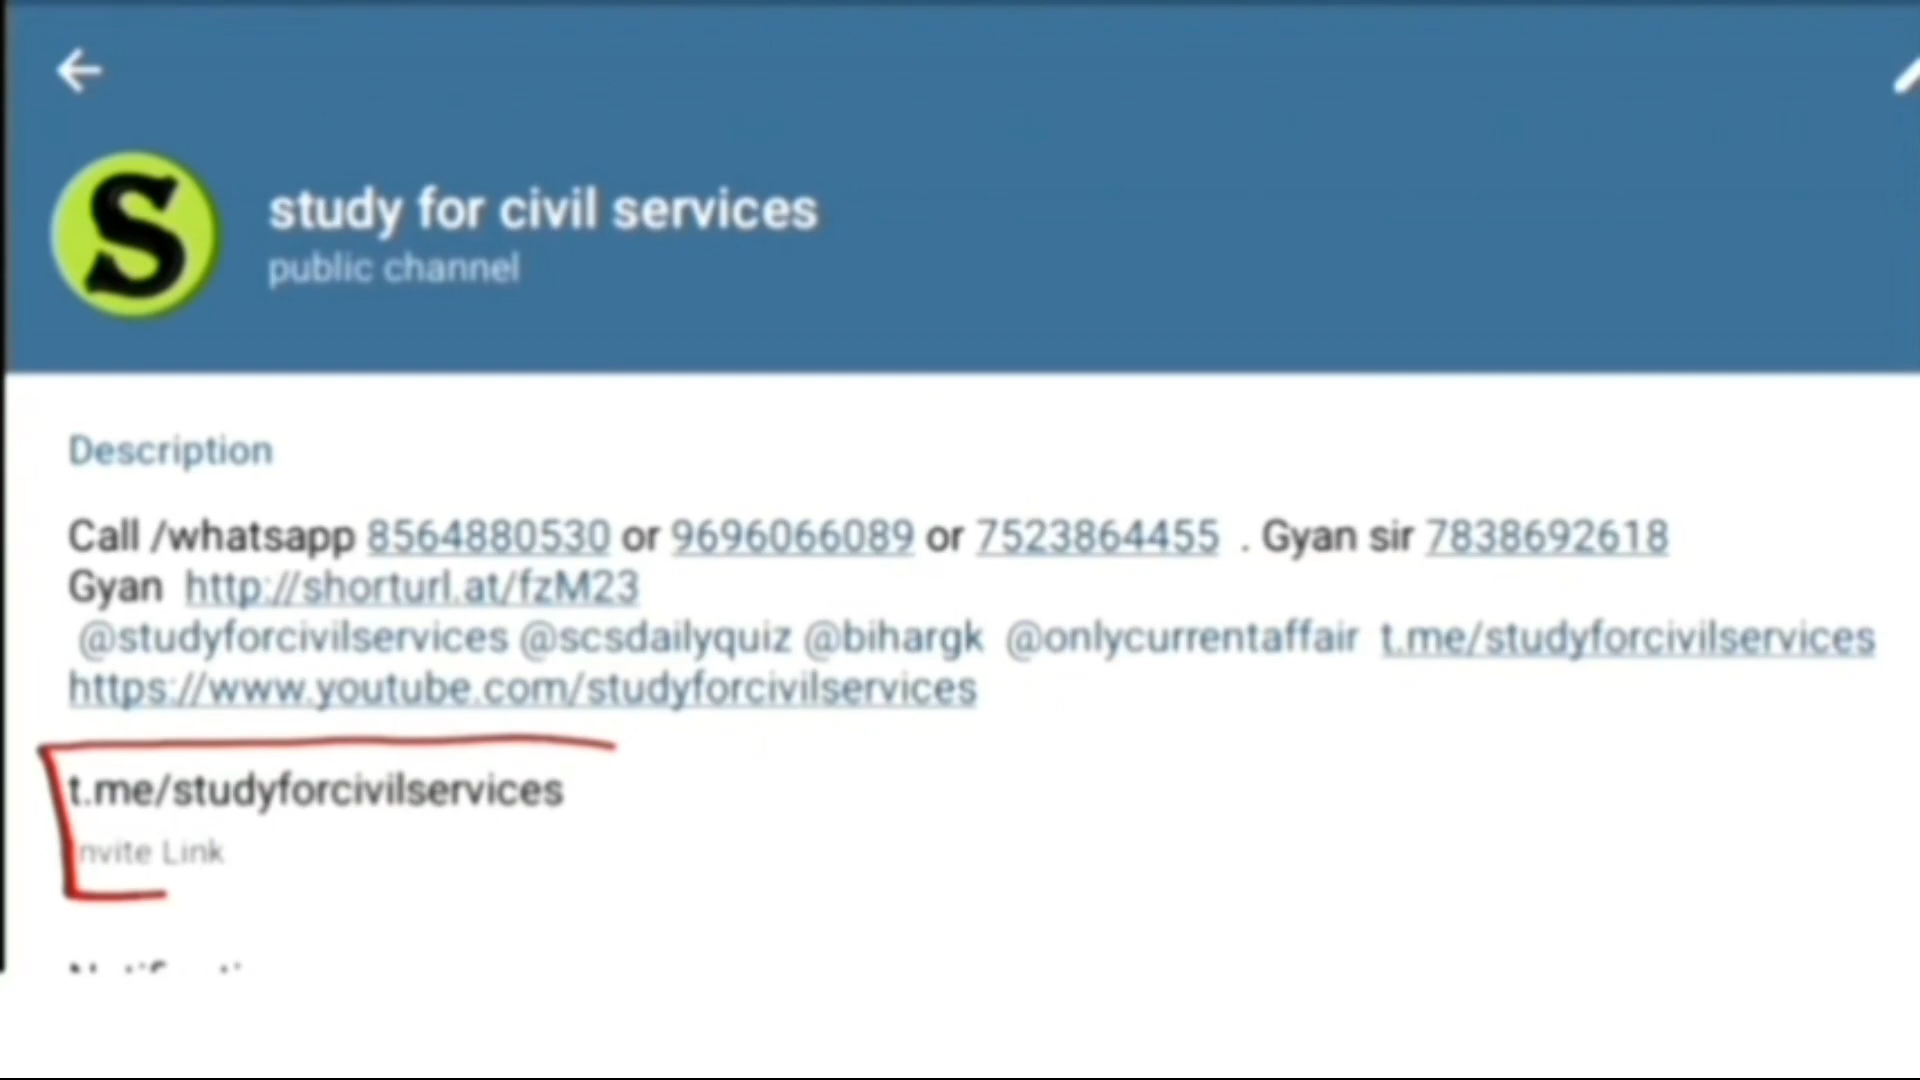 S
study for civil services
public channel
Description
Call /whatsapp 8564880530 or 9696066089 or 7523864455 . Gyan sir 7838692618
Gyan http://shorturl.at/fzM23
@studyforcivilservices @scsdailyquiz @bihargk @onlycurrentaffair t.me/studyforcivilservices
https://www.youtube.com/studyforcivilservices
t.me/studyforcivilservices
Invite Link